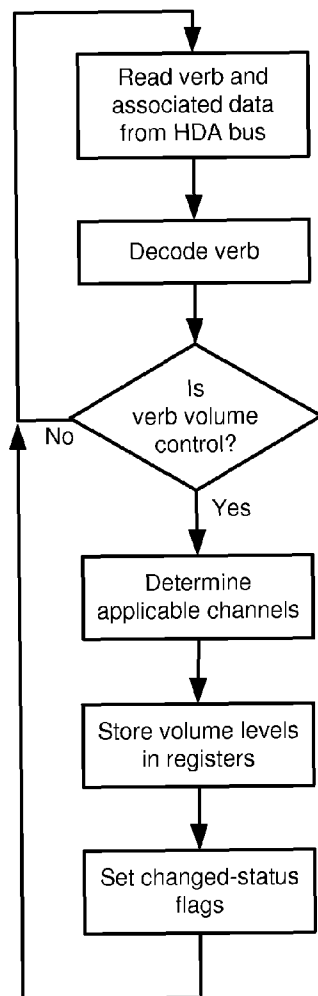 Read verb and
associated data
from HDA bus
Decode verb
Is
verb volume
control?
No
Yes
Determine
applicable channels
Store volume levels
in registers
Set changed-status
flags